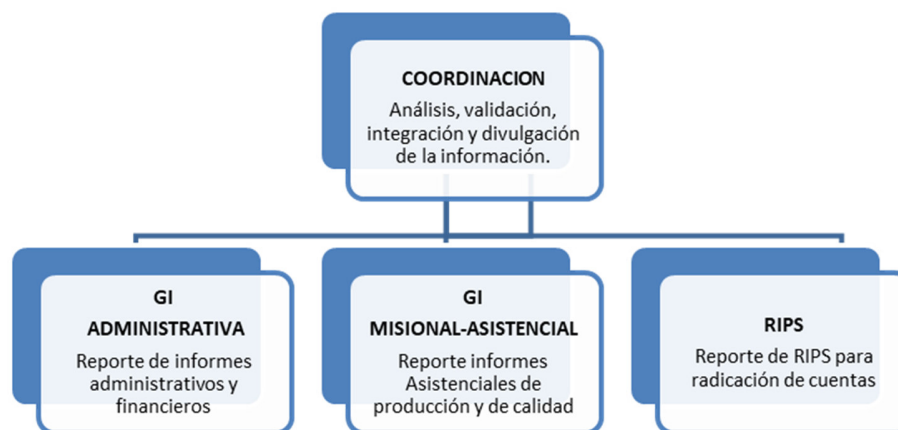 COORDINACION
Análisis, validación,
integración y divulgación
de la información.
GI
ADMINISTRATIVA
Reporte de informes
administrativos y
financieros
GI
MISIONAL-ASISTENCIAL
Reporte informes
Asistenciales de
producción y de calidad
RIPS
Reporte de RIPS para
radicación de cuentas